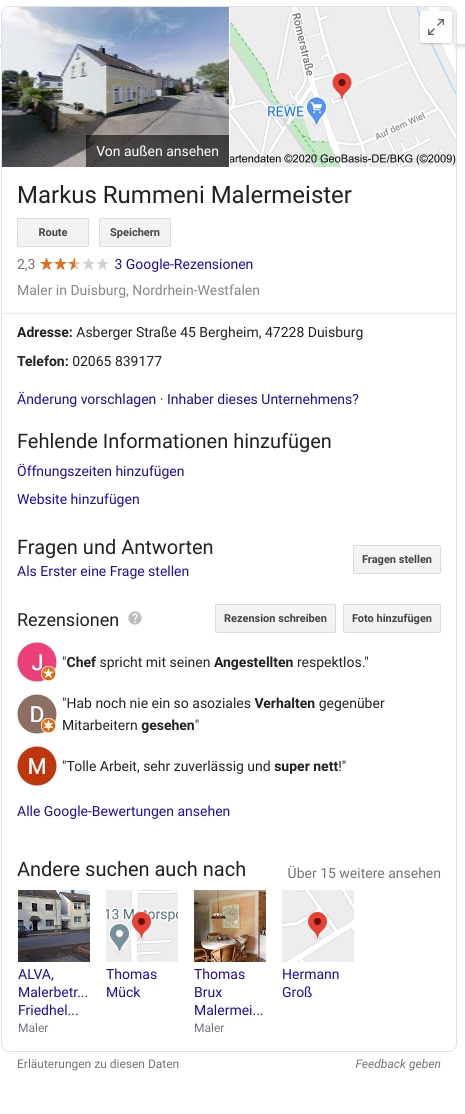 Römerstraße
REWE
Auf dem Wiel
Von außen ansehen
artendaten ©2020 GeoBasis-DE/BKG (©2009)
Markus Rummeni Malermeister
Route Speichern
2,3 3 Google-Rezensionen
Maler in Duisburg, Nordrhein-Westfalen
Adresse: Asberger Straße 45 Bergheim, 47228 Duisburg
Telefon: 02065 839177
Änderung vorschlagen · Inhaber dieses Unternehmens?
Fehlende Informationen hinzufügen
Öffnungszeiten hinzufügen
Website hinzufügen
Fragen und Antworten
Fragen stellen
Als Erster eine Frage stellen
Rezensionen ? Rezension schreiben Foto hinzufügen
J "Chef spricht mit seinen Angestellten respektlos."
D "Hab noch nie ein so asoziales Verhalten gegenüber
Mitarbeitern gesehen"
M "Tolle Arbeit, sehr zuverlässig und super nett!"
Alle Google-Bewertungen ansehen
Andere suchen auch nach Über 15 weitere ansehen
13 Motorspo
ALVA,
Malerbetr...
Friedhel...
Maler
Thomas
Mück
Thomas
Brux
Malermei...
Maler
Hermann
Groß
Erläuterungen zu diesen Daten Feedback geben